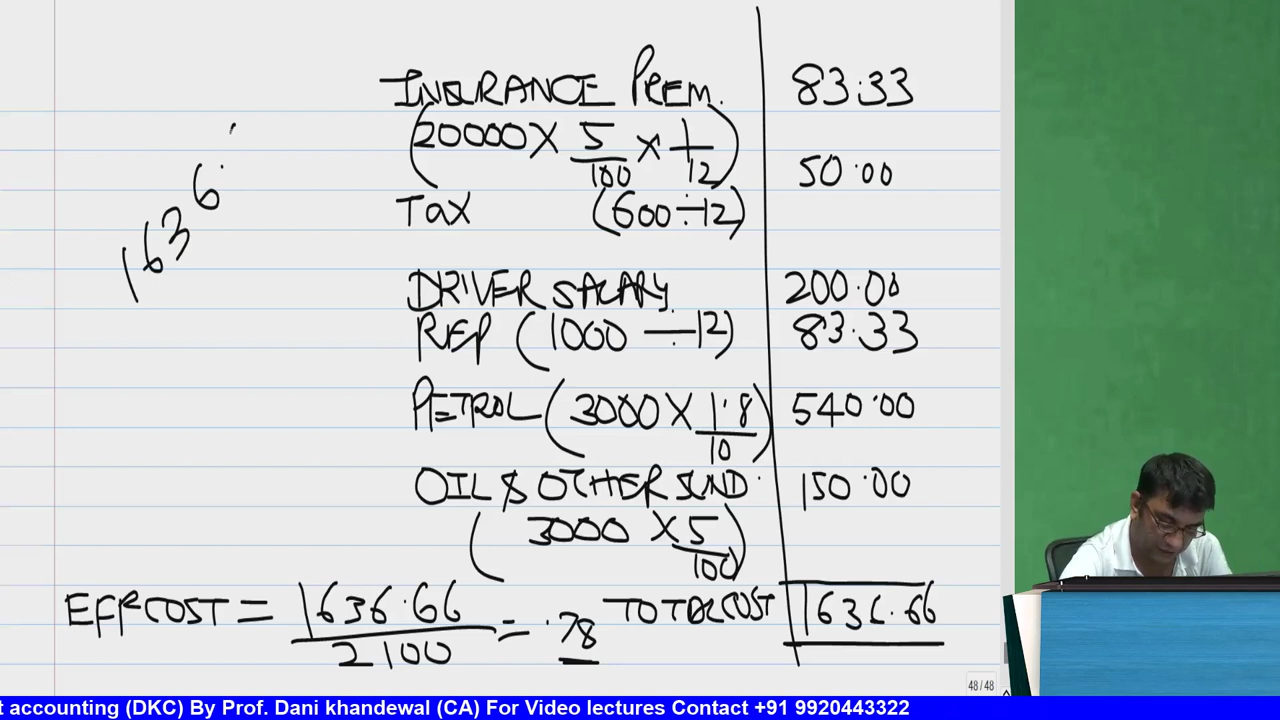 INSURANCE PREM. 83.33
(20000 X 5/100 X 1/12)
50.00
TAX (600÷12)
1636.
DRIVER SALARY. 200.00
REP (1000 ÷ 12) 83.33
PETROL (3000 X 1.8/10) 540.00
OIL & OTHER SUND. 150.00
(3000 X 5/100)
EFF COST = 1636.66/2100 = .78 TOTAL COST 1636.66
48/48
t accounting (DKC) By Prof. Dani khandewal (CA) For Video lectures Contact +91 9920443322